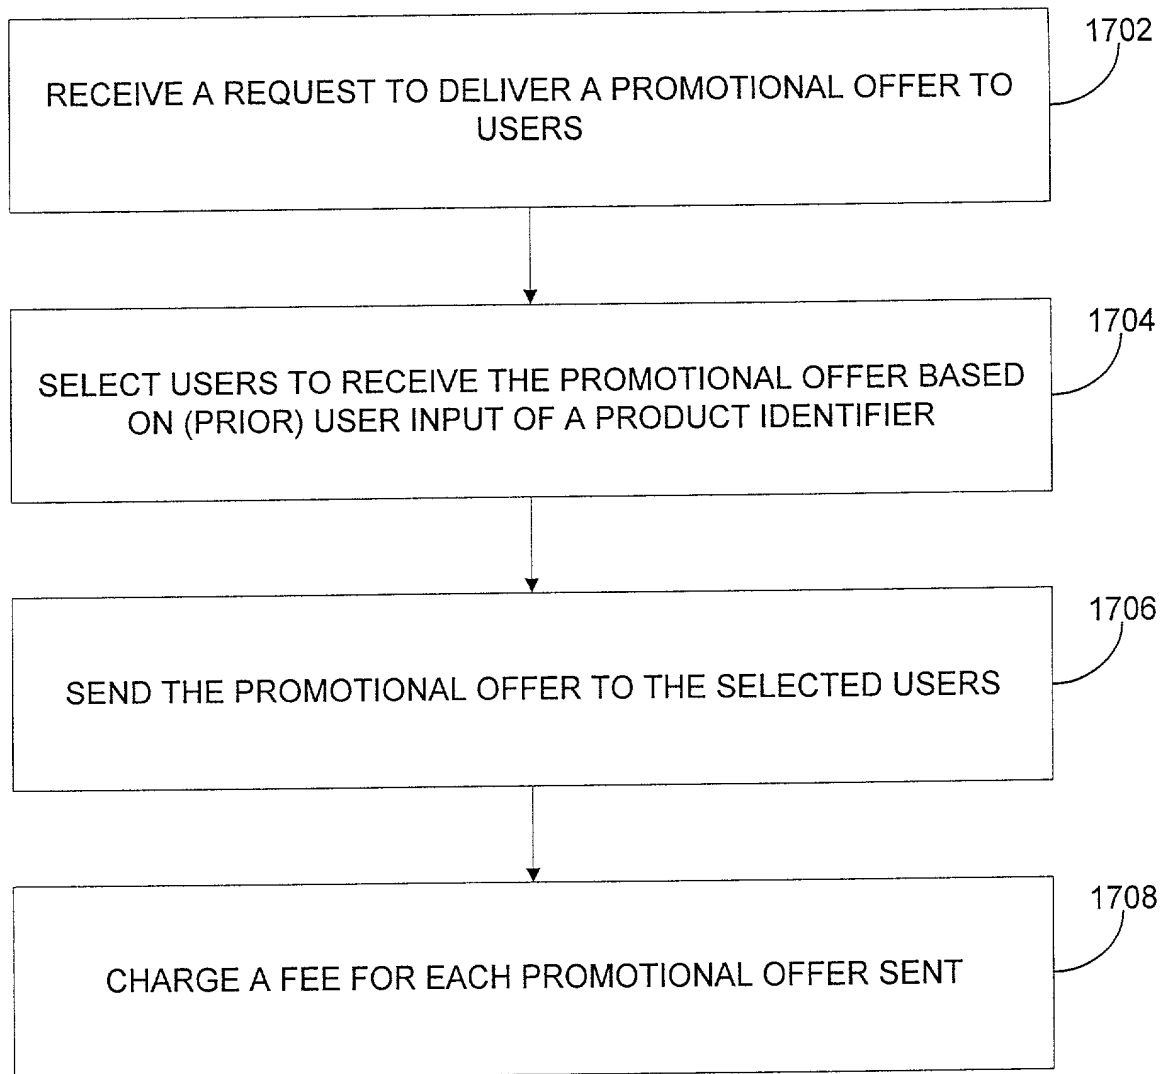 1702
RECEIVE A REQUEST TO DELIVER A PROMOTIONAL OFFER TO
USERS
1704
SELECT USERS TO RECEIVE THE PROMOTIONAL OFFER BASED
ON (PRIOR) USER INPUT OF A PRODUCT IDENTIFIER
1706
SEND THE PROMOTIONAL OFFER TO THE SELECTED USERS
1708
CHARGE A FEE FOR EACH PROMOTIONAL OFFER SENT